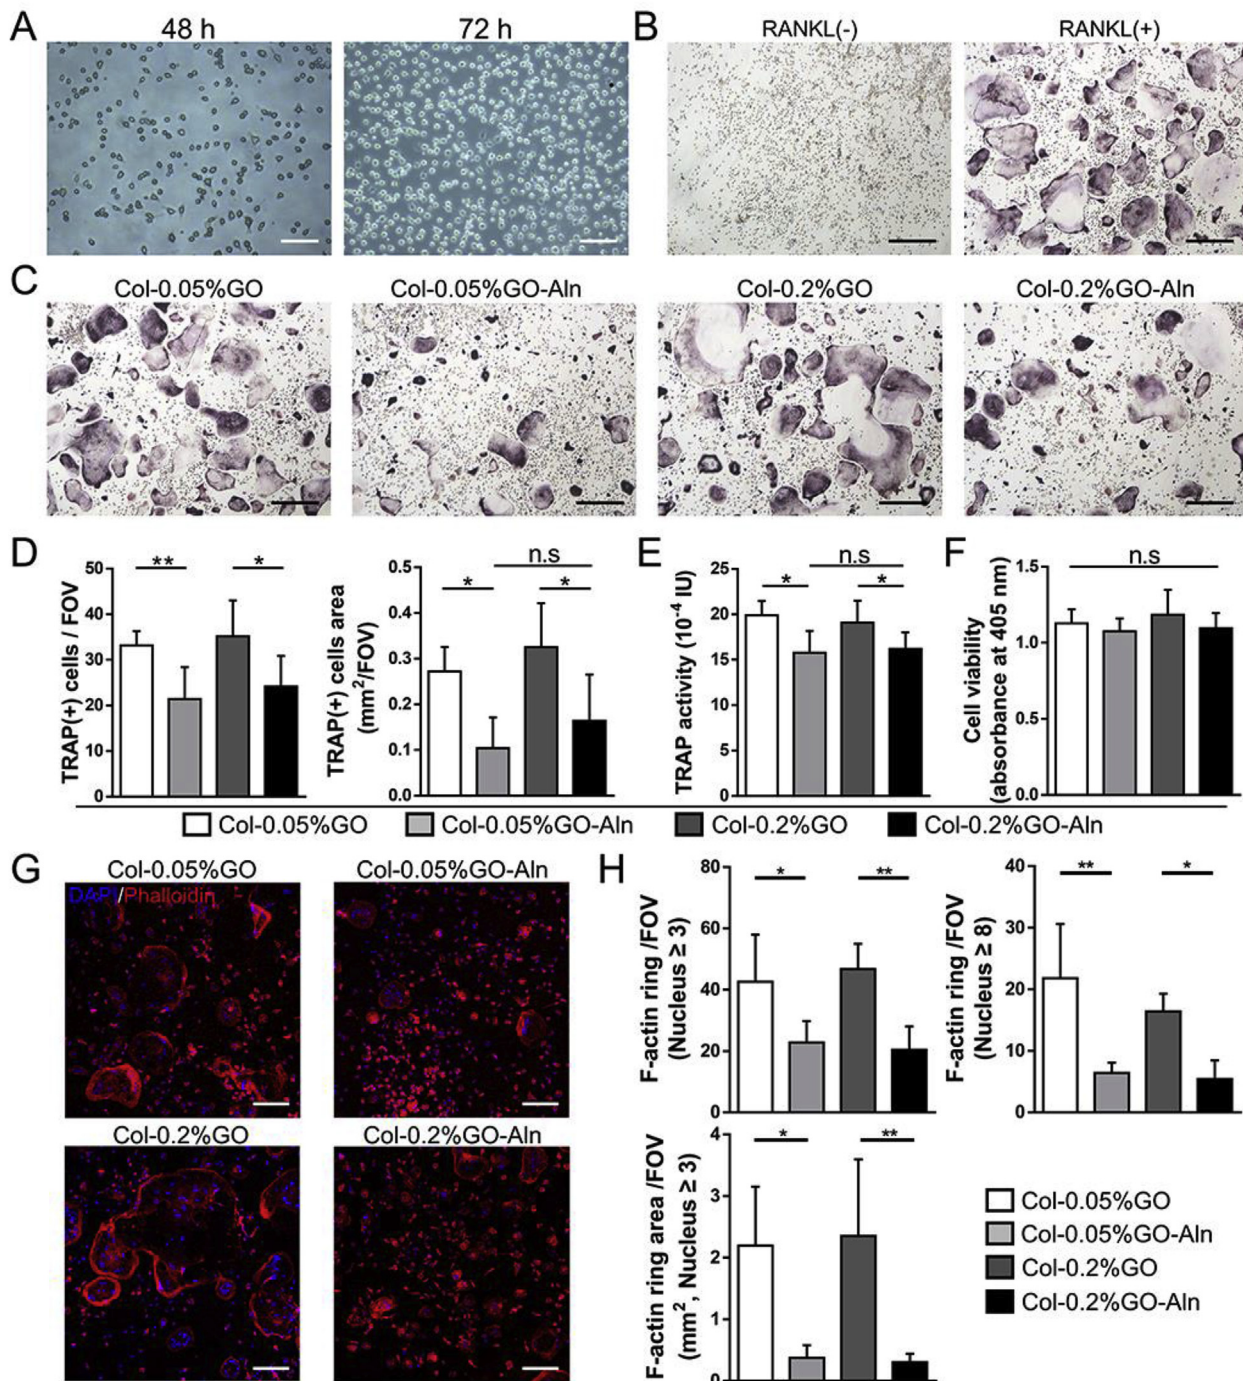 A
48 h
72 h
B
RANKL(-)
RANKL(+)
C
Col-0.05%GO
Col-0.05%GO-Aln
Col-0.2%GO
Col-0.2%GO-Aln
D
TRAP(+) cells / FOV
50
40
30
20
10
0
**
*
TRAP(+) cells area
(mm²/FOV)
0.5
0.4
0.3
0.2
0.1
0.0
n.s
*
*
E
TRAP activity (10⁻⁴ IU)
25
20
15
10
5
0
n.s
*
*
F
Cell viability
(absorbance at 405 nm)
1.5
1.0
0.5
0.0
n.s
Col-0.05%GO
Col-0.05%GO-Aln
Col-0.2%GO
Col-0.2%GO-Aln
G
Col-0.05%GO
Col-0.05%GO-Aln
DAPI/Phalloidin
Col-0.2%GO
Col-0.2%GO-Aln
H
F-actin ring /FOV
(Nucleus ≥ 3)
80
60
40
20
0
*
**
F-actin ring /FOV
(Nucleus ≥ 8)
40
30
20
10
0
**
*
F-actin ring area /FOV
(mm², Nucleus ≥ 3)
4
3
2
1
0
*
**
Col-0.05%GO
Col-0.05%GO-Aln
Col-0.2%GO
Col-0.2%GO-Aln